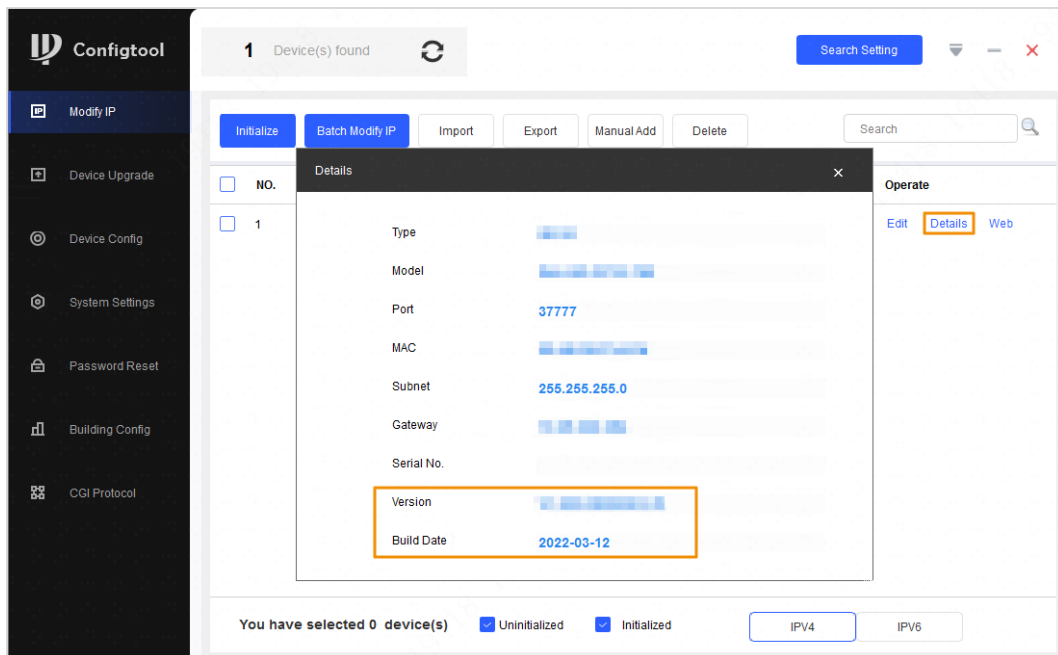 Configtool
1 Device(s) found
Search Setting
Modify IP
Device Upgrade
Device Config
System Settings
Password Reset
Building Config
CGI Protocol
Initialize Batch Modify IP Import Export Manual Add Delete Search
NO. Operate
1 Edit Details Web
Details
Type
Model
Port 37777
MAC
Subnet 255.255.255.0
Gateway
Serial No.
Version
Build Date 2022-03-12
You have selected 0 device(s) Uninitialized Initialized IPV4 IPV6